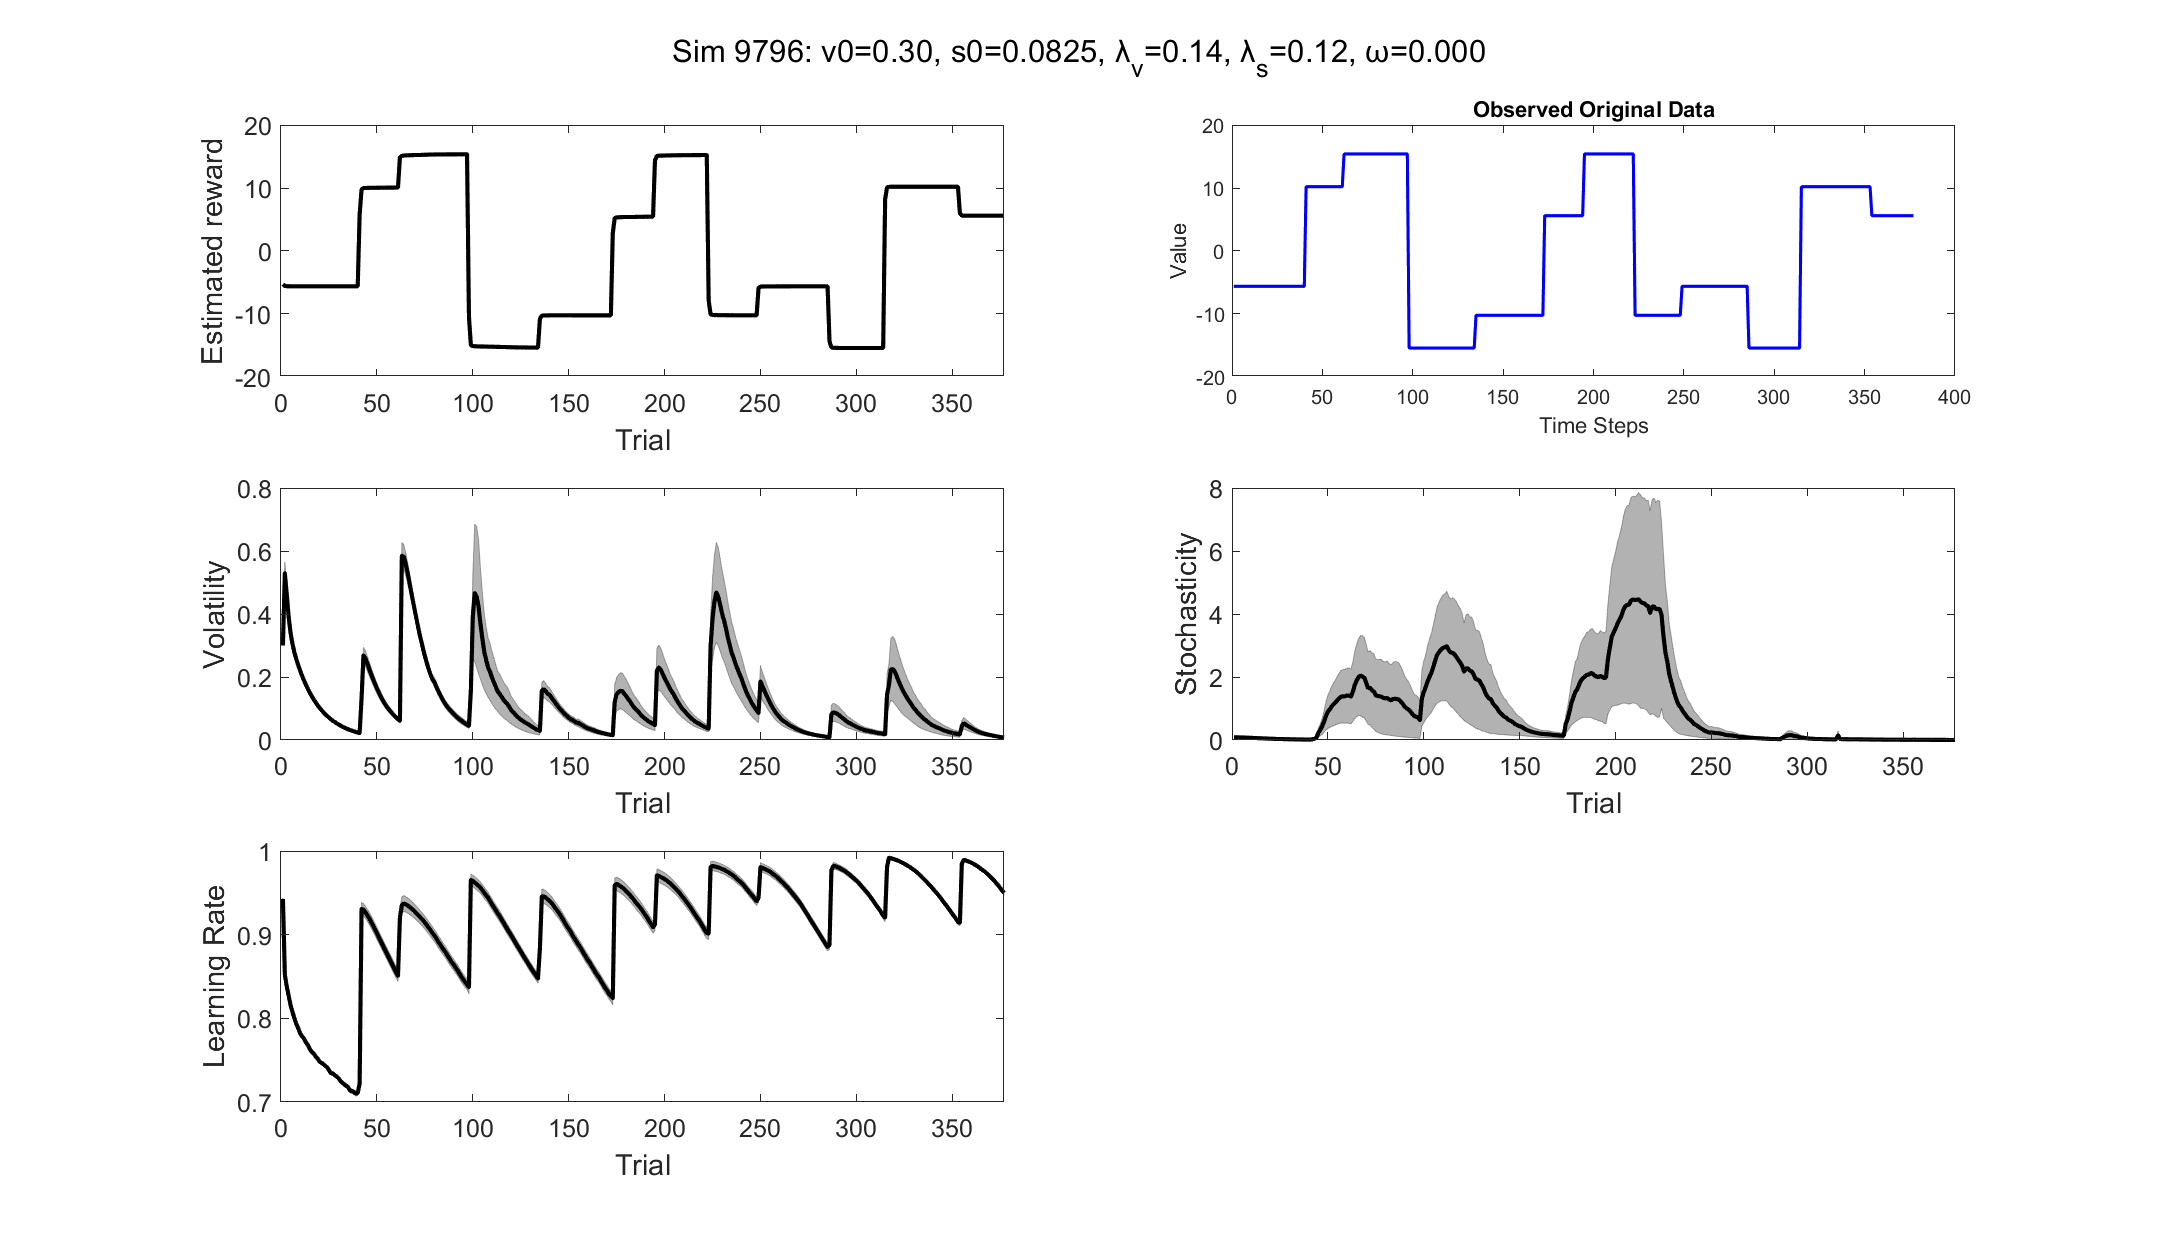 Sim 9796: v0=0.30, s0=0.0825, λ_v=0.14, λ_s=0.12, ω=0.000
20
10
0
-10
-20
Estimated reward
0 50 100 150 200 250 300 350
Trial
Observed Original Data
20
10
0
-10
-20
Value
0 50 100 150 200 250 300 350 400
Time Steps
0.8
0.6
0.4
0.2
0
Volatility
0 50 100 150 200 250 300 350
Trial
8
6
4
2
0
Stochasticity
0 50 100 150 200 250 300 350
Trial
1
0.9
0.8
0.7
Learning Rate
0 50 100 150 200 250 300 350
Trial